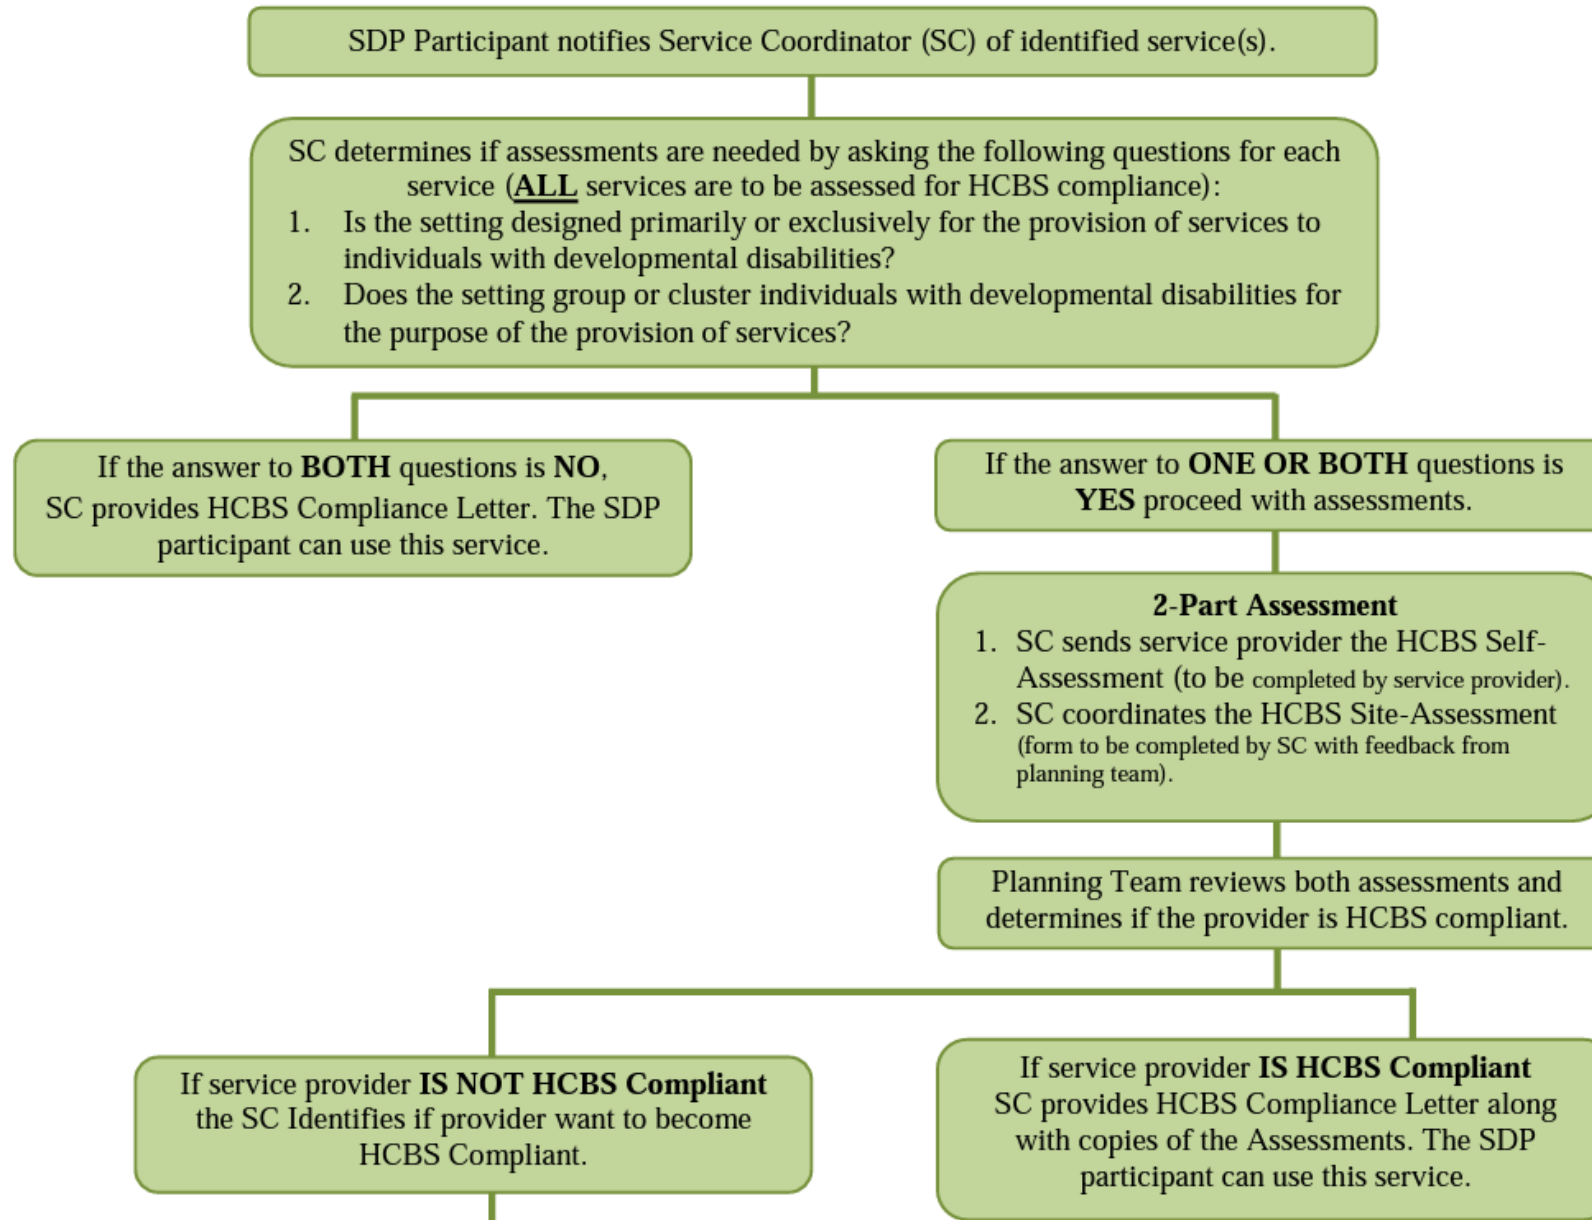 SDP Participant notifies Service Coordinator (SC) of identified service(s).
SC determines if assessments are needed by asking the following questions for each
service (ALL services are to be assessed for HCBS compliance):
1. Is the setting designed primarily or exclusively for the provision of services to
individuals with developmental disabilities?
2. Does the setting group or cluster individuals with developmental disabilities for
the purpose of the provision of services?
If the answer to BOTH questions is NO,
SC provides HCBS Compliance Letter. The SDP
participant can use this service.
If the answer to ONE OR BOTH questions is
YES proceed with assessments.
2-Part Assessment
1. SC sends service provider the HCBS Self-
Assessment (to be completed by service provider).
2. SC coordinates the HCBS Site-Assessment
(form to be completed by SC with feedback from
planning team).
Planning Team reviews both assessments and
determines if the provider is HCBS compliant.
If service provider IS NOT HCBS Compliant
the SC Identifies if provider want to become
HCBS Compliant.
If service provider IS HCBS Compliant
SC provides HCBS Compliance Letter along
with copies of the Assessments. The SDP
participant can use this service.